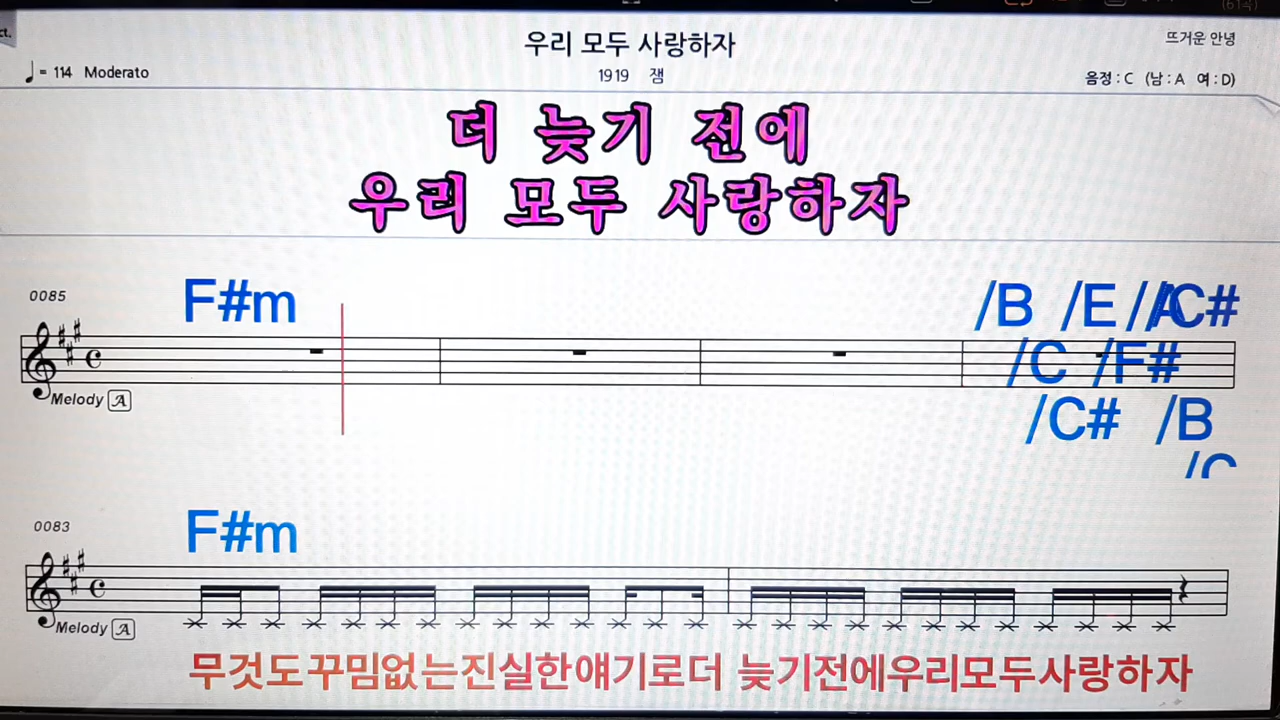 ct.
우리 모두 사랑하자
뜨거운 안녕
♩ = 114 Moderato
1919 잼
음정 : C (남 : A 여 : D)
더 늦기 전에
우리 모두 사랑하자
0085
F#m
/B /E //A/C#
/C /F#
/C# /B
Melody A
0083
F#m
Melody A
무것도꾸밈없는진실한얘기로더 늦기전에우리모두사랑하자